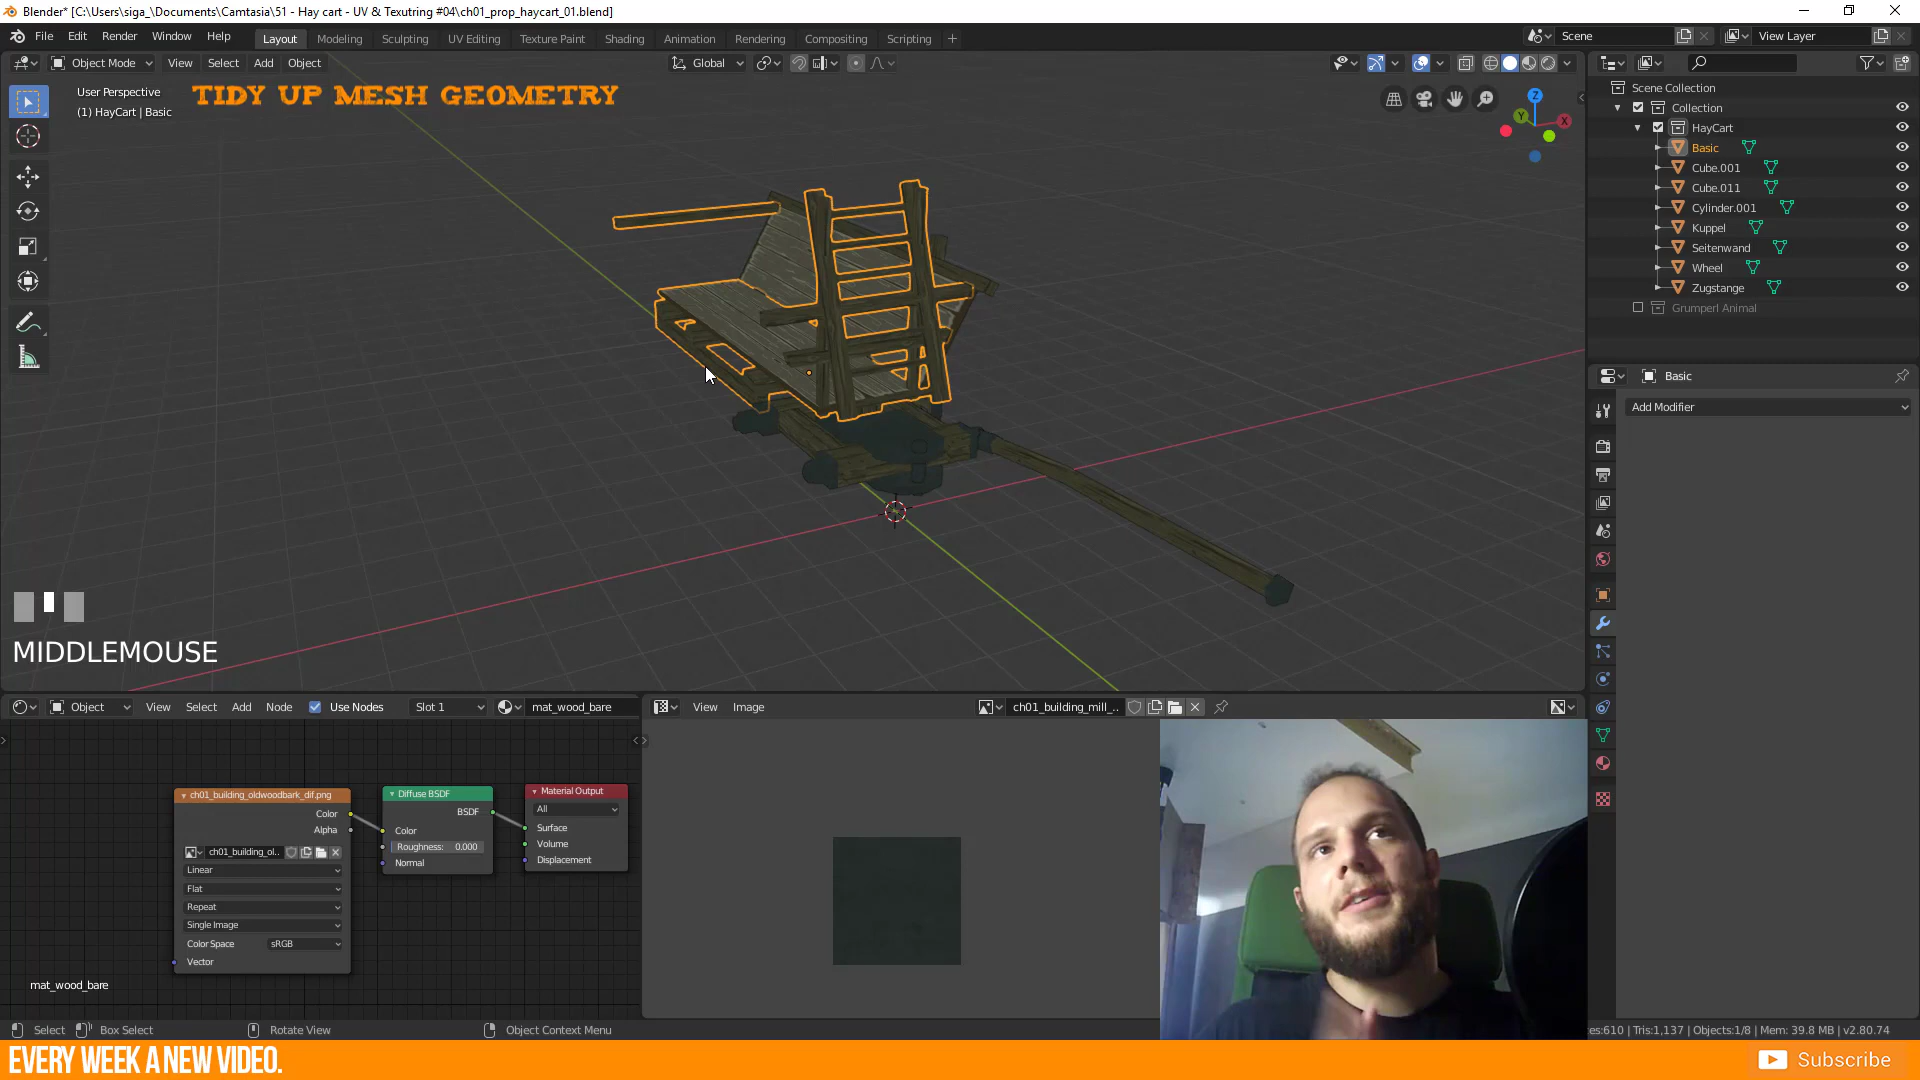 Blender* [C:\Users\siga_\Documents\Camtasia\51 - Hay cart - UV & Texutring #04\ch01_prop_haycart_01.blend]
File Edit Render Window Help Layout Modeling Sculpting UV Editing Texture Paint Shading Animation Rendering Compositing Scripting + Scene View Layer
Object Mode View Select Add Object Global
User Perspective
(1) HayCart | Basic
TIDY UP MESH GEOMETRY
Z
Y
X
Scene Collection
Collection
HayCart
Basic
Cube.001
Cube.011
Cylinder.001
Kuppel
Seitenwand
Wheel
Zugstange
Grumperl Animal
Basic
Add Modifier
MIDDLEMOUSE
Object View Select Add Node Use Nodes Slot 1 mat_wood_bare
View Image ch01_building_mill_..
ch01_building_oldwoodbark_dif.png
Color
Alpha
ch01_building_ol..
Linear
Flat
Repeat
Single Image
Color Space sRGB
Vector
Diffuse BSDF
BSDF
Color
Roughness: 0.000
Normal
Material Output
All
Surface
Volume
Displacement
mat_wood_bare
Select Box Select Rotate View Object Context Menu
es:610 | Tris:1,137 | Objects:1/8 | Mem: 39.8 MB | v2.80.74
EVERY WEEK A NEW VIDEO.
Subscribe